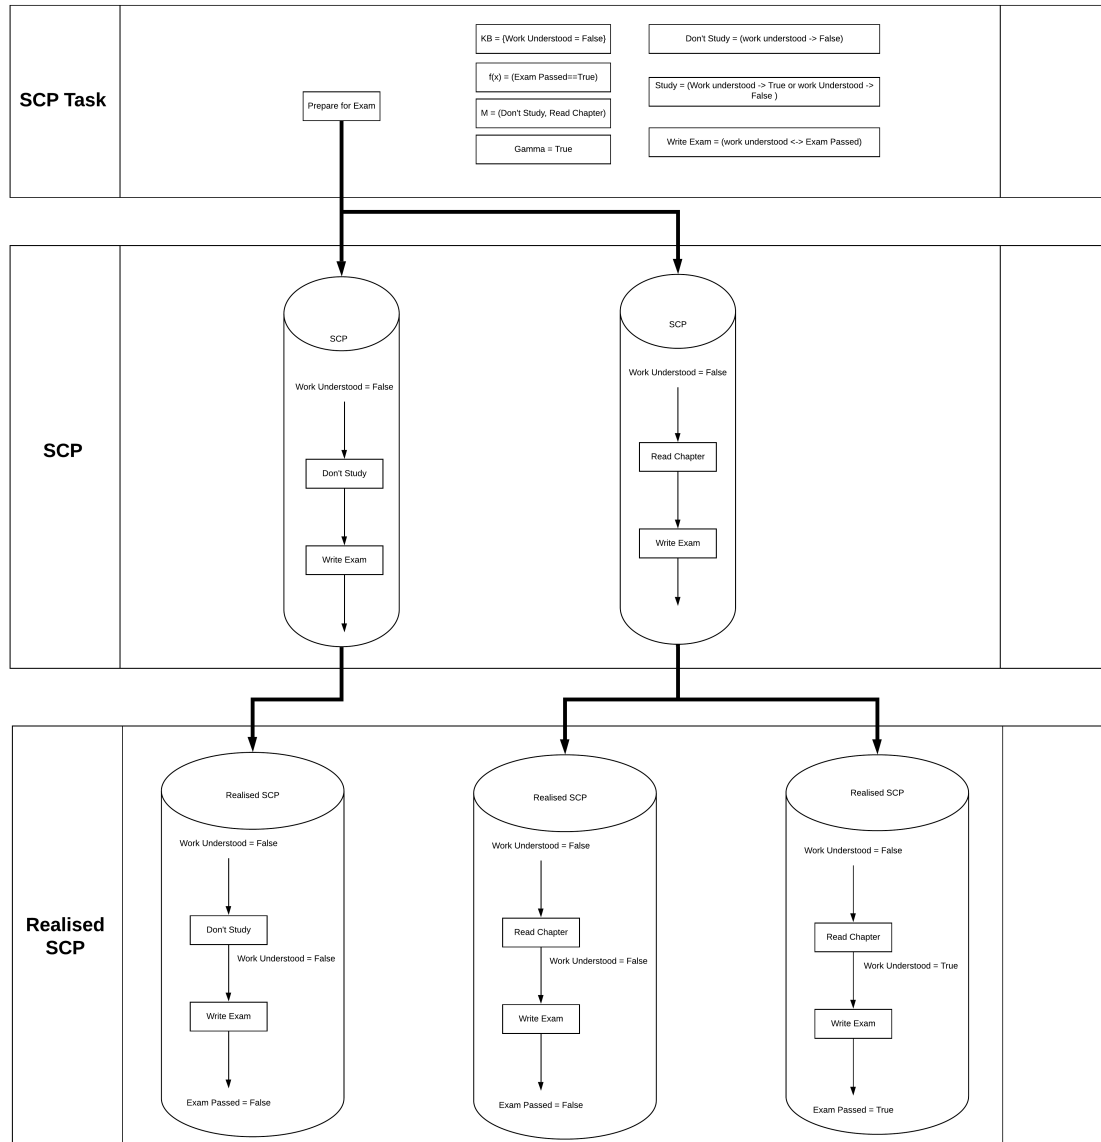 SCP Task
Prepare for Exam
KB = {Work Understood = False}
f(x) = (Exam Passed==True)
M = (Don't Study, Read Chapter)
Gamma = True
Don't Study = (work understood -> False)
Study = (Work understood -> True or work Understood ->
False )
Write Exam = (work understood <-> Exam Passed)
SCP
SCP
Work Understood = False
Don't Study
Write Exam
SCP
Work Understood = False
Read Chapter
Write Exam
Realised
SCP
Realised SCP
Work Understood = False
Don't Study
Work Understood = False
Write Exam
Exam Passed = False
Realised SCP
Work Understood = False
Read Chapter
Work Understood = False
Write Exam
Exam Passed = False
Realised SCP
Work Understood = False
Read Chapter
Work Understood = True
Write Exam
Exam Passed = True